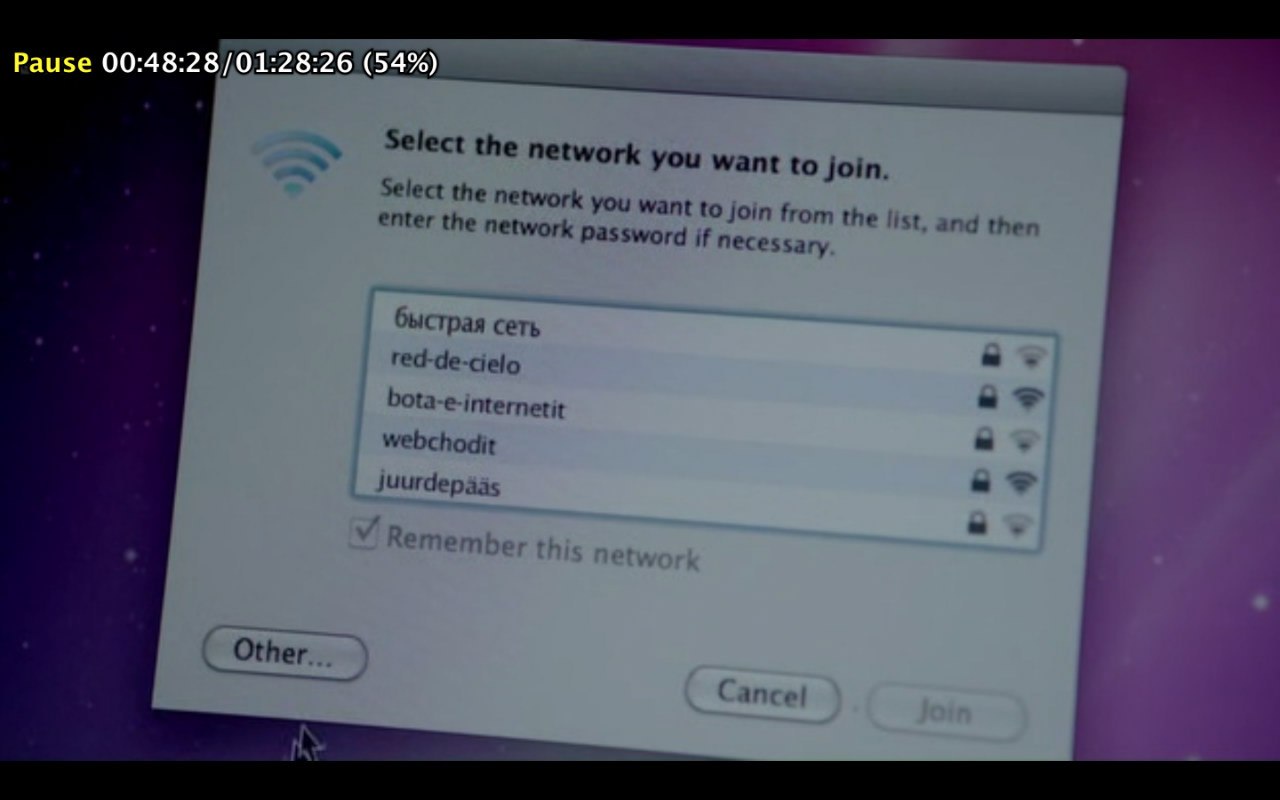 Pause 00:48:28/01:28:26 (54%)
Select the network you want to join.
Select the network you want to join from the list, and then
enter the network password if necessary.
быстрая сеть
red-de-cielo
bota-e-internetit
webchodit
juurdepääs
Remember this network
Other...
Cancel
Join